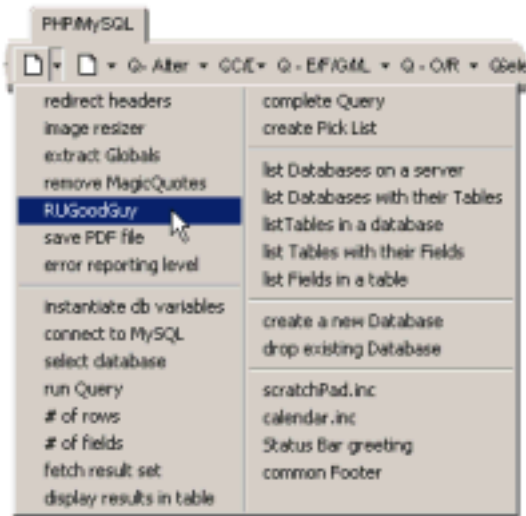 PHP/MySQL
Q- Alter
Q - E/F/G/I/L
Q - O/R
redirect headers
image resizer
extract Globals
remove MagicQuotes
RUGoodGuy
save PDF file
error reporting level
instantiate db variables
connect to MySQL
select database
run Query
# of rows
# of fields
fetch result set
display results in table
complete Query
create Pick List
list Databases on a server
list Databases with their Tables
listTables in a database
list Tables with their Fields
list Fields in a table
create a new Database
drop existing Database
scratchPad.inc
calendar.inc
Status Bar greeting
common Footer